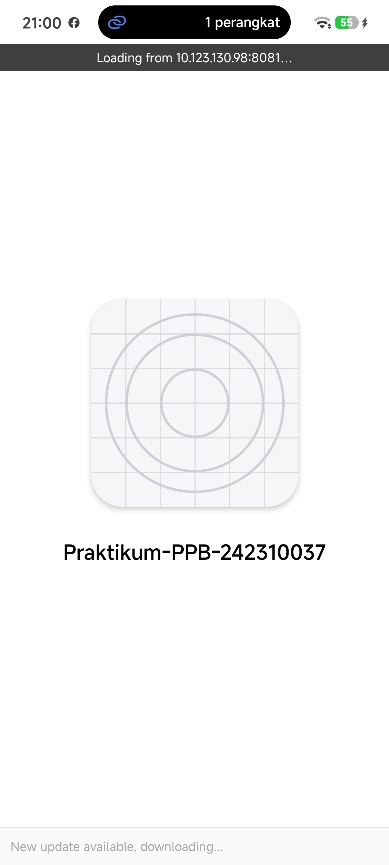 21:00
1 perangkat
55
Loading from 10.123.130.98:8081...
Praktikum-PPB-242310037
New update available, downloading...